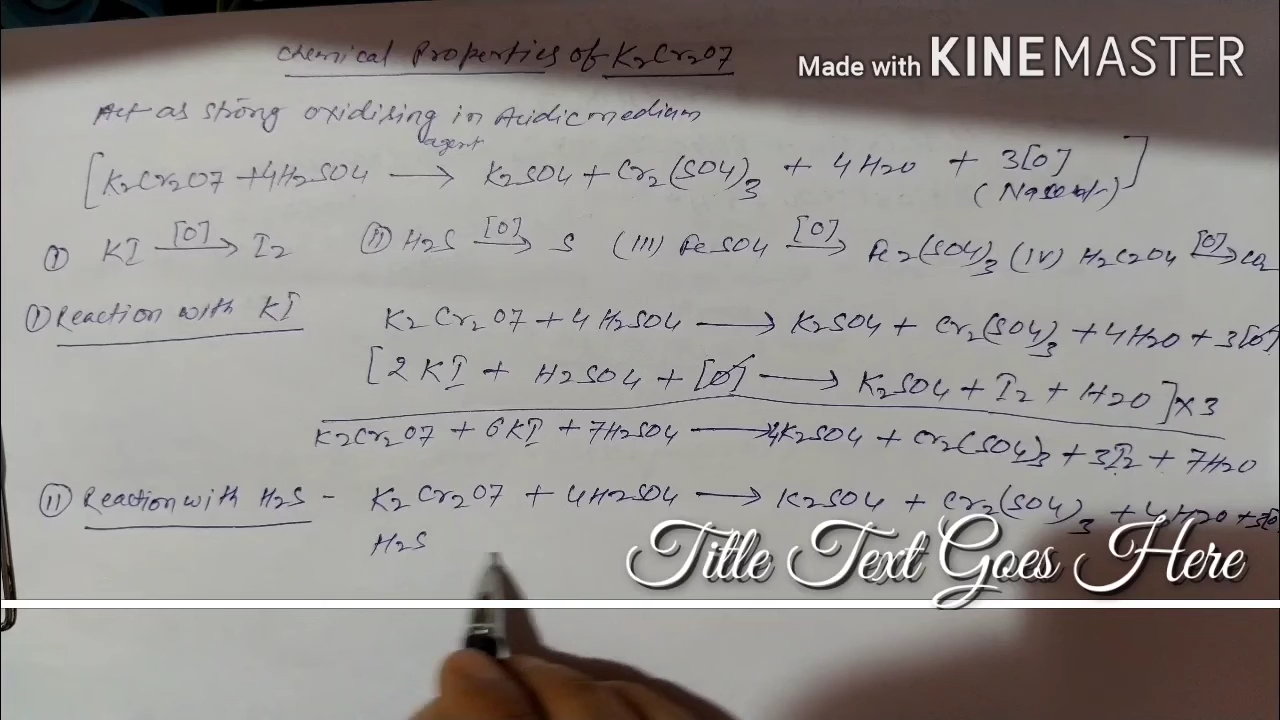 Chemical Properties of K2Cr2O7
Made with KINEMASTER
Act as strong oxidising agent in Acidic medium
[K2Cr2O7 + 4H2SO4 → K2SO4 + Cr2(SO4)3 + 4H2O + 3[O]]
(I) KI [O]→ I2 (II) H2S [O]→ S (III) FeSO4 [O]→ Fe2(SO4)3 (IV) H2C2O4 [O]→ CO2
(I) Reaction with KI K2Cr2O7 + 4H2SO4 → K2SO4 + Cr2(SO4)3 + 4H2O + 3[O]
[2KI + H2SO4 + [O] → K2SO4 + I2 + H2O] × 3
K2Cr2O7 + 6KI + 7H2SO4 → 4K2SO4 + Cr2(SO4)3 + 3I2 + 7H2O
(II) Reaction with H2S - K2Cr2O7 + 4H2SO4 → K2SO4 + Cr2(SO4)3 + 4H2O + 3[O
H2S
Title Text Goes Here